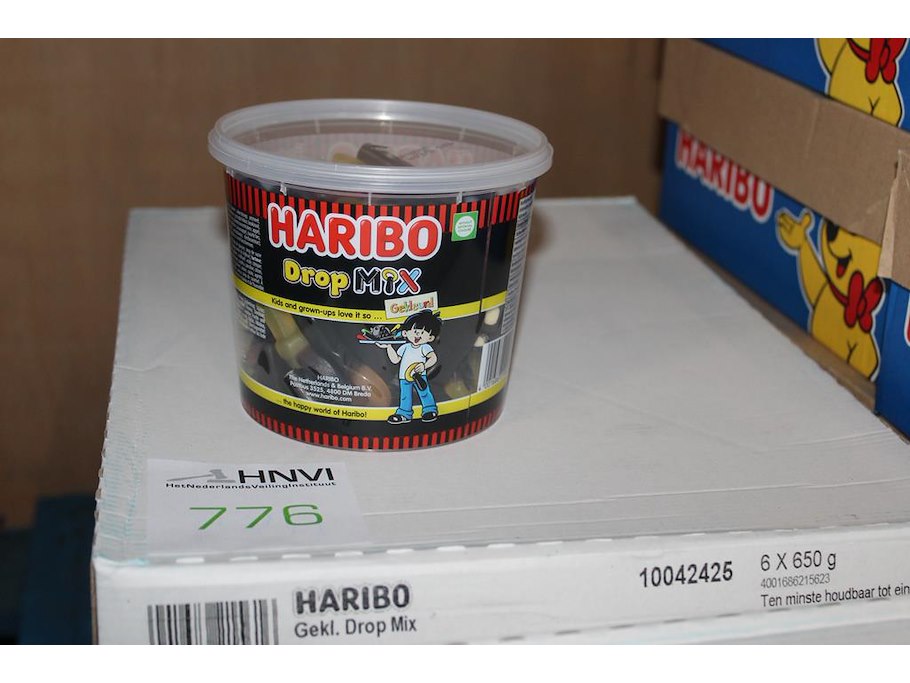 HARIBO
Drop MiX
Gekleurd
Kids and grown-ups love it so ...
HARIBO
The Netherlands & Belgium B.V.
Postbus 3525, 4800 DM Breda
www.haribo.com
... the happy world of Haribo!
HARIBO
HNVI
HetNederlandsVeilingInstituut
776
HARIBO
Gekl. Drop Mix
10042425
6 X 650 g
4001686215623
Ten minste houdbaar tot ein